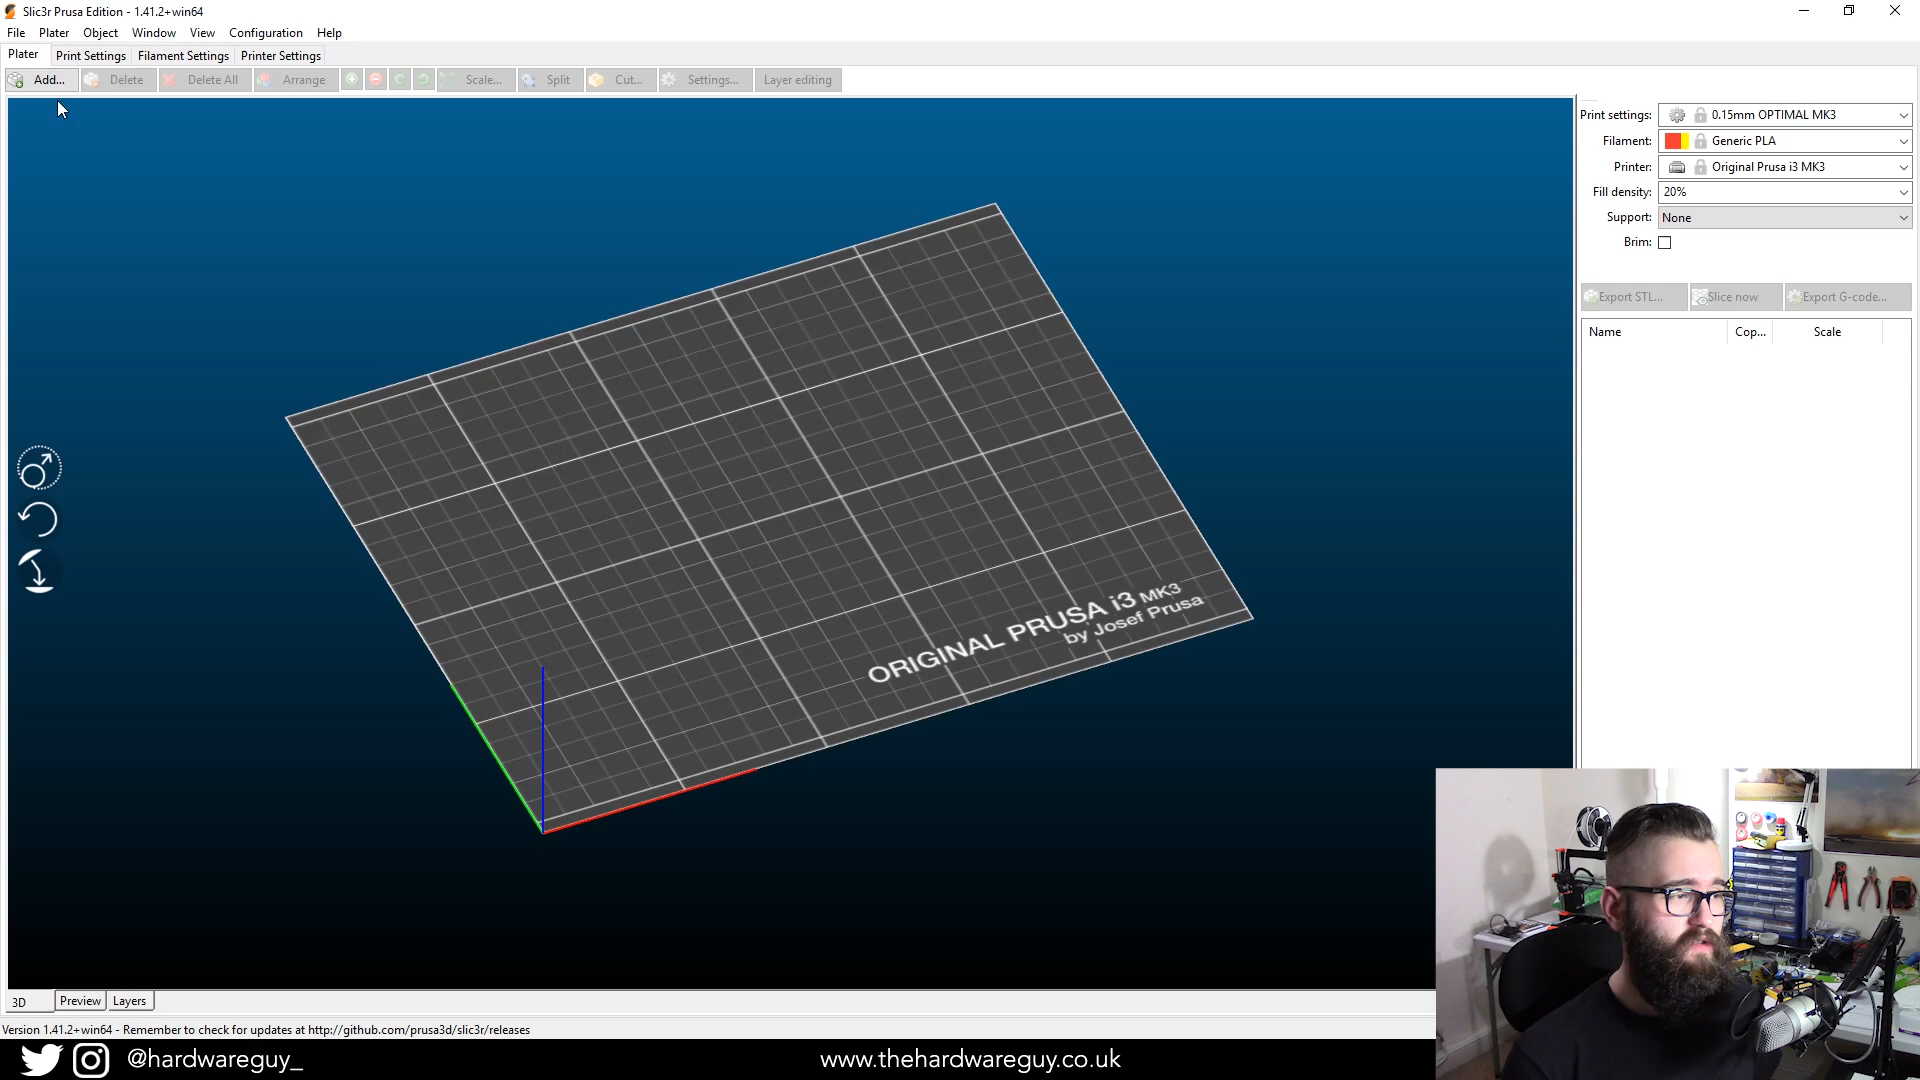 Slic3r Prusa Edition - 1.41.2+win64
File Plater Object Window View Configuration Help
Plater Print Settings Filament Settings Printer Settings
Add... Delete Delete All Arrange Scale... Split Cut... Settings... Layer editing
Print settings: 0.15mm OPTIMAL MK3
Filament: Generic PLA
Printer: Original Prusa i3 MK3
Fill density: 20%
Support: None
Brim:
Export STL... Slice now Export G-code...
Name Cop... Scale
ORIGINAL PRUSA i3 MK3
by Josef Prusa
3D Preview Layers
Version 1.41.2+win64 - Remember to check for updates at http://github.com/prusa3d/slic3r/releases
@hardwareguy_ www.thehardwareguy.co.uk